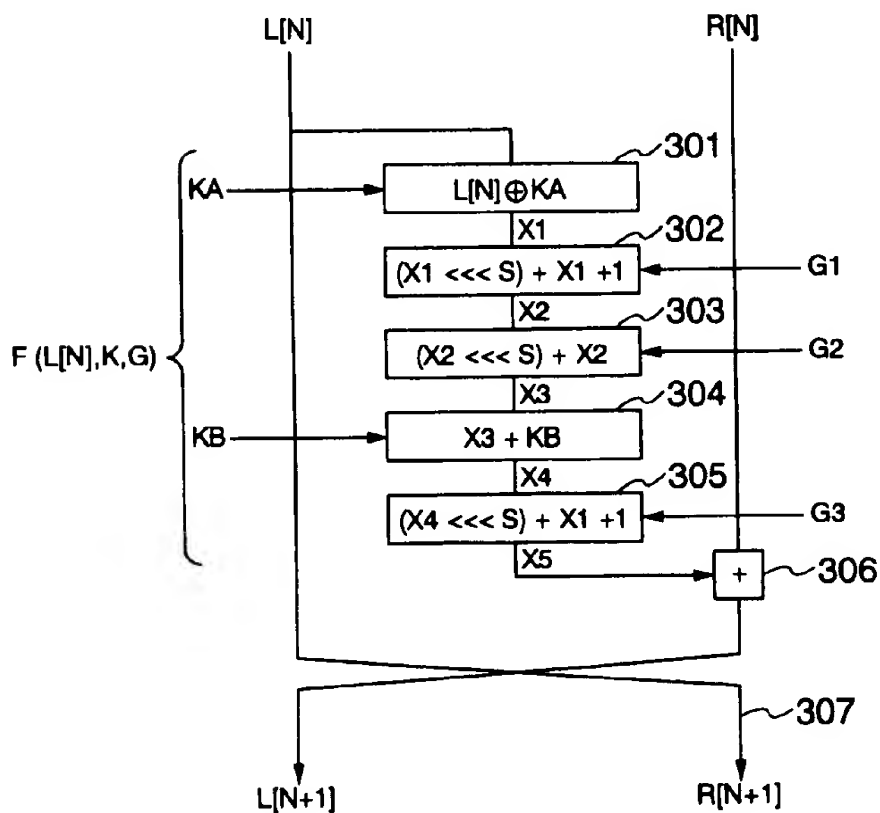 L[N]
R[N]
301
KA
L[N]⊕KA
X1
302
(X1 <<< S) + X1 +1
G1
X2
303
F (L[N],K,G)
(X2 <<< S) + X2
G2
X3
304
KB
X3 + KB
X4
305
(X4 <<< S) + X1 +1
G3
X5
+
306
307
L[N+1]
R[N+1]